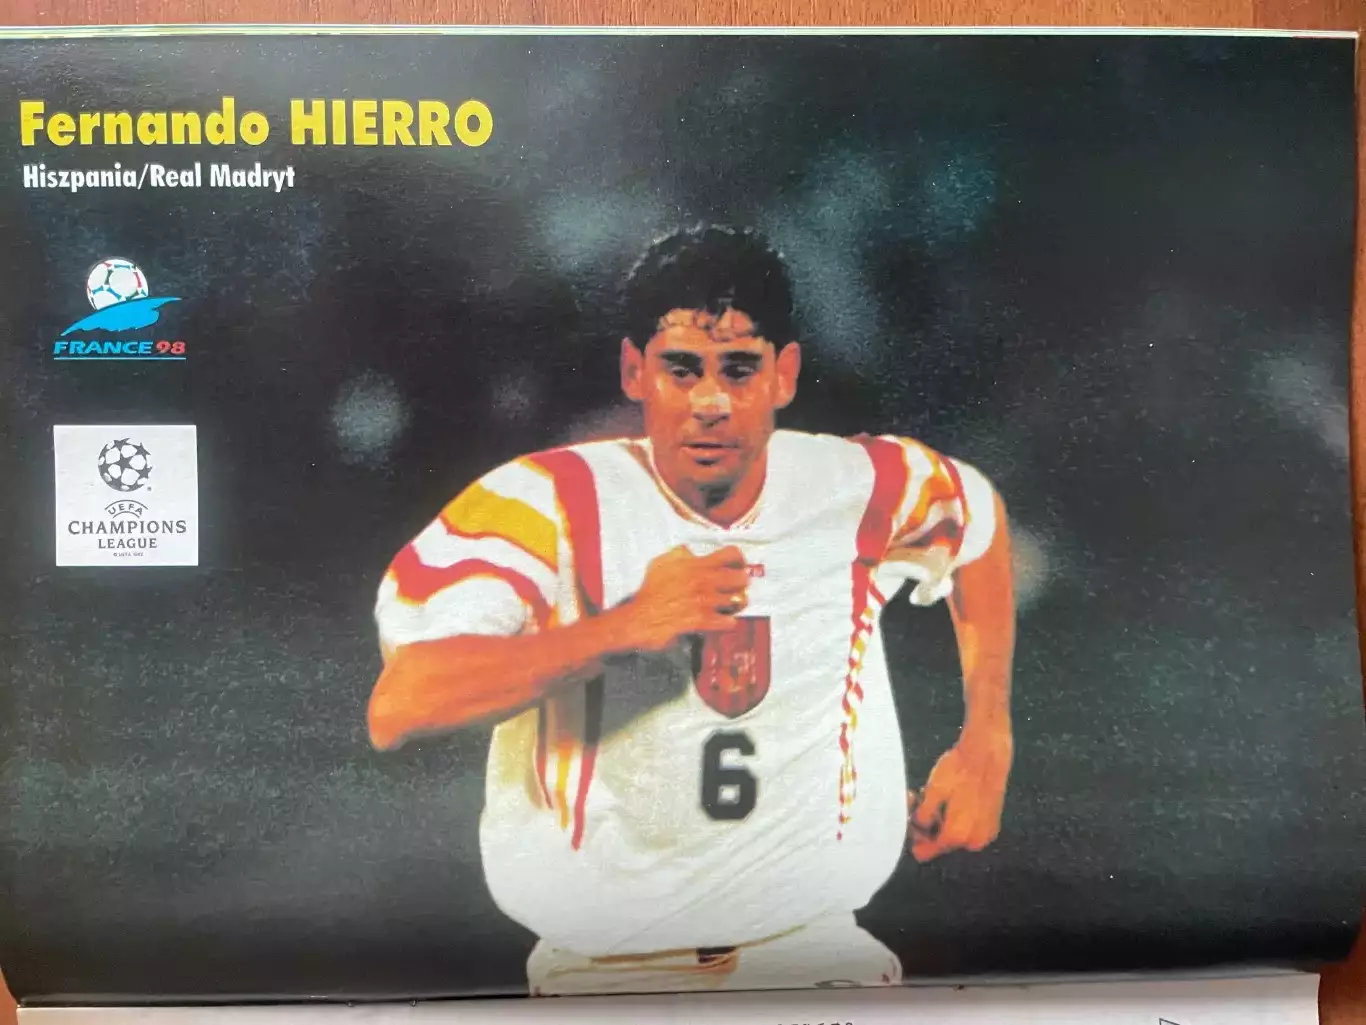 Fernando HIERRO
Hiszpania/Real Madryt
FRANCE 98
UEFA
CHAMPIONS
LEAGUE
6